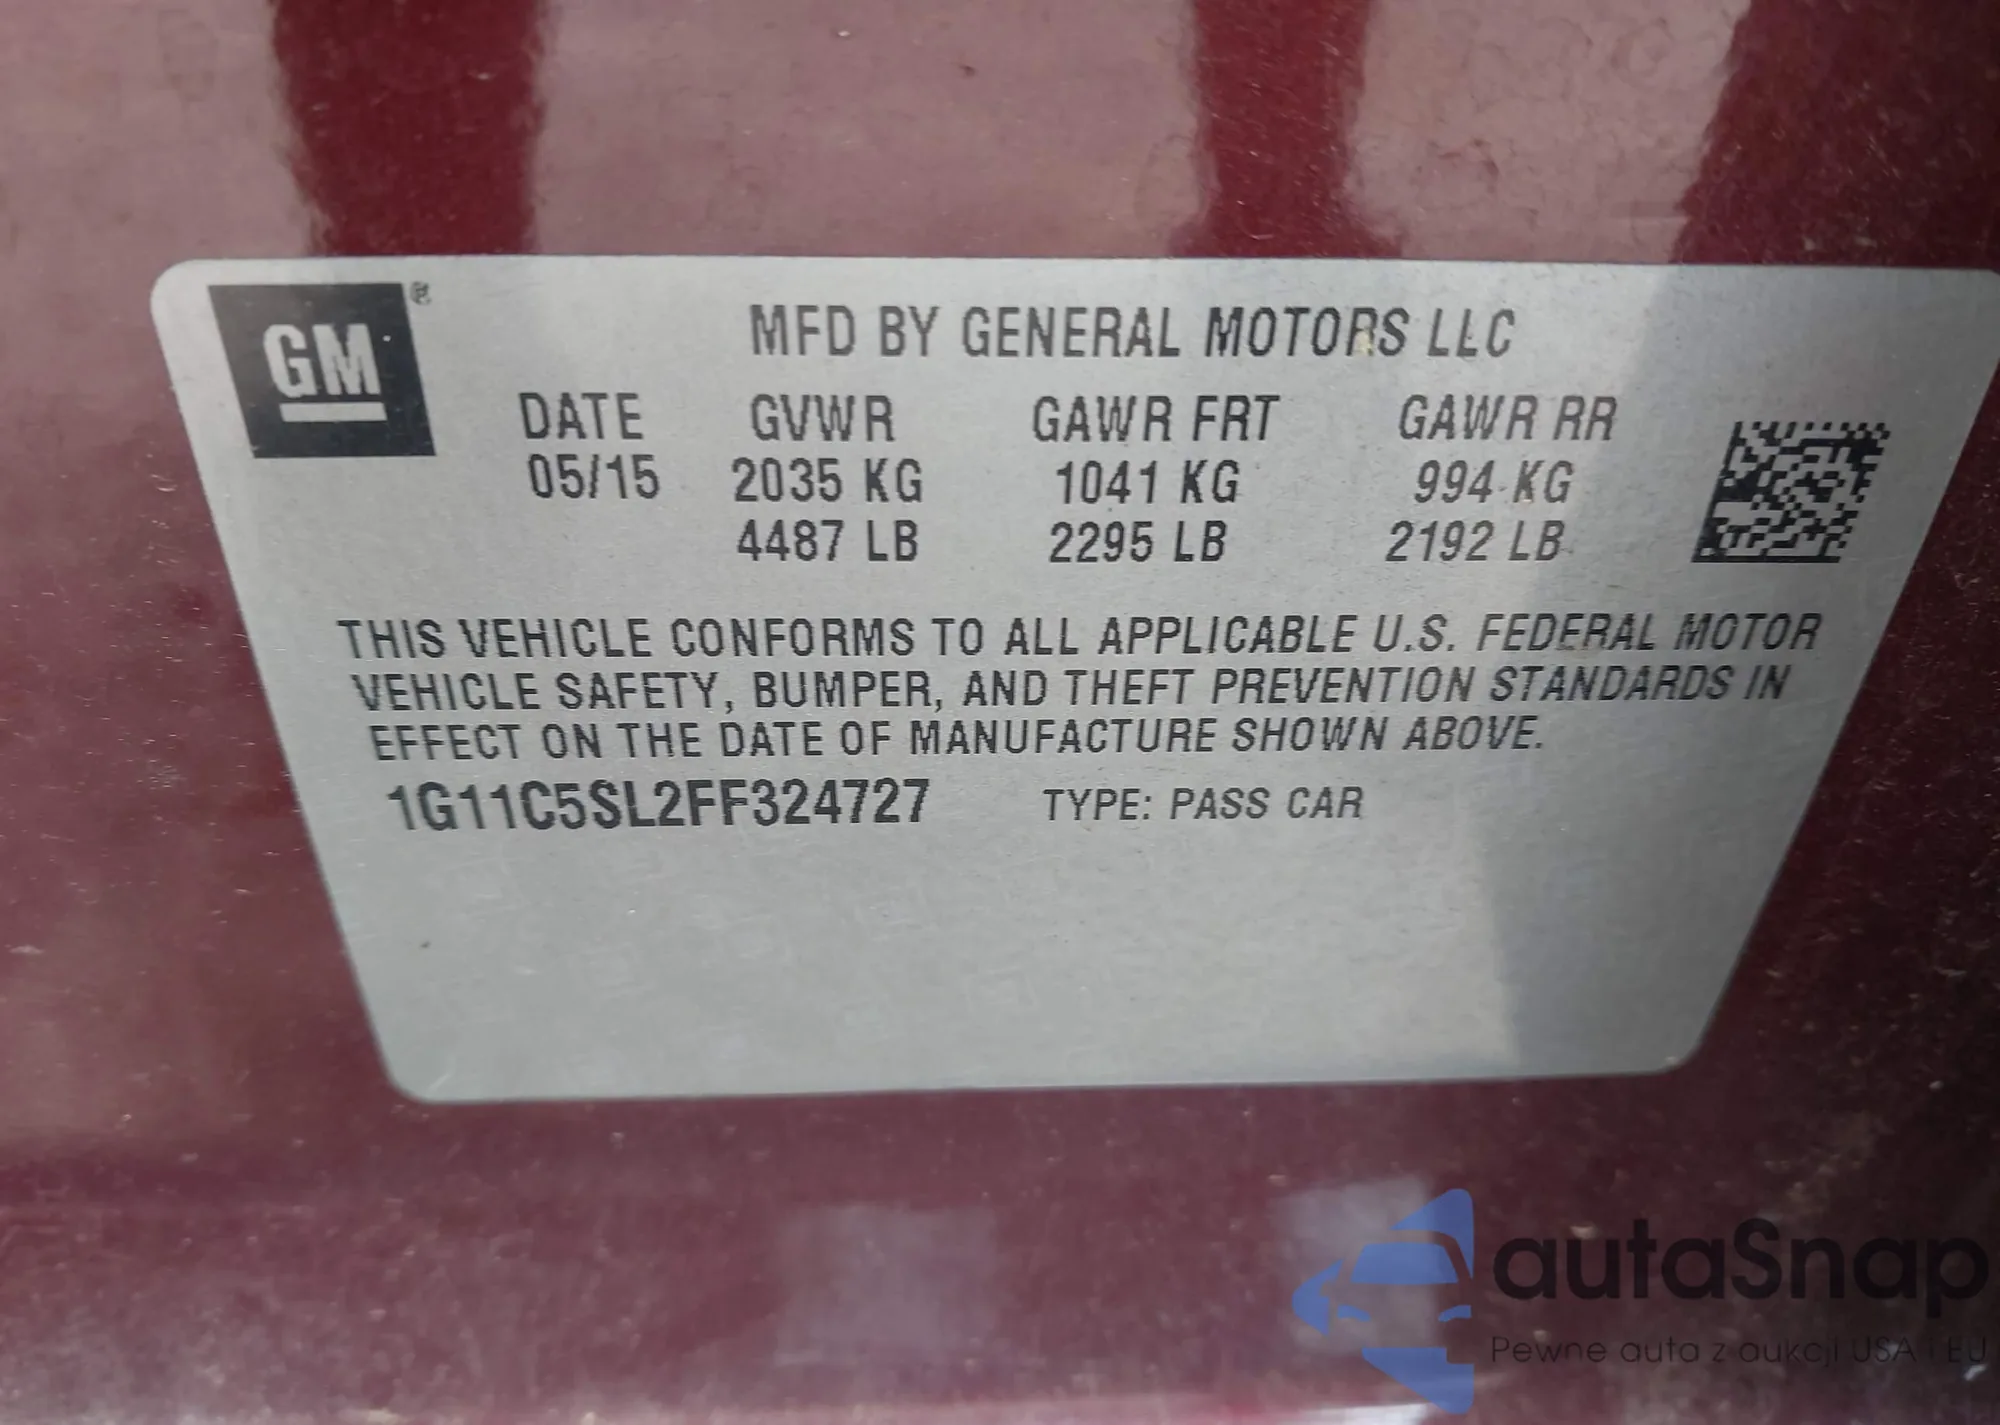 GM ®
MFD BY GENERAL MOTORS LLC
DATE GVWR GAWR FRT GAWR RR
05/15 2035 KG 1041 KG 994 KG
4487 LB 2295 LB 2192 LB
THIS VEHICLE CONFORMS TO ALL APPLICABLE U.S. FEDERAL MOTOR
VEHICLE SAFETY, BUMPER, AND THEFT PREVENTION STANDARDS IN
EFFECT ON THE DATE OF MANUFACTURE SHOWN ABOVE.
1G11C5SL2FF324727 TYPE: PASS CAR
autaSnap
Pewne auta z aukcji USA i EU